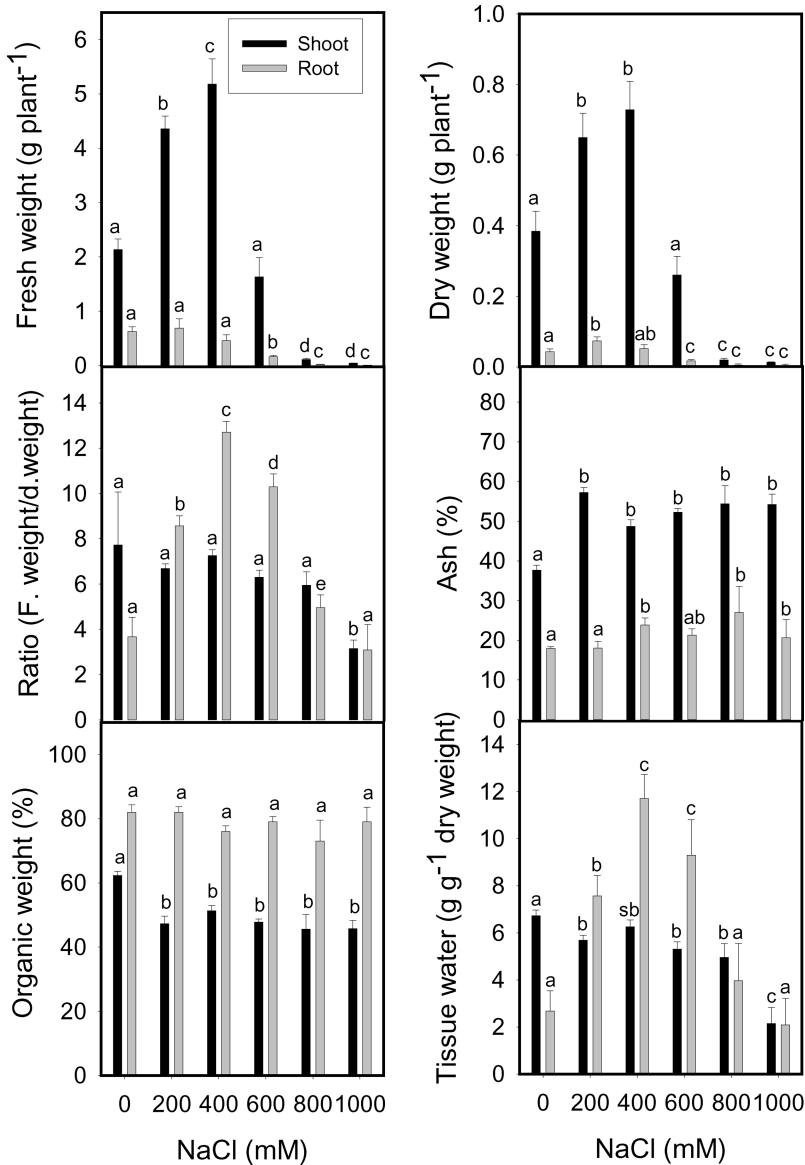 Fresh weight (g plant-1)
6
5
4
3
2
1
0
Shoot
Root
a
b
c
a
d
d
a
a
a
b
c
c
Dry weight (g plant-1)
1.0
0.8
0.6
0.4
0.2
0.0
a
b
b
a
c
c
a
b
ab
c
c
c
Ratio (F. weight/d.weight)
14
12
10
8
6
4
2
0
a
a
a
a
a
b
a
b
c
d
e
a
Ash (%)
80
70
60
50
40
30
20
10
0
a
b
b
b
b
b
a
a
b
ab
b
b
Organic weight (%)
100
80
60
40
20
0
a
b
b
b
b
b
a
a
a
a
a
a
0 200 400 600 800 1000
NaCl (mM)
Tissue water (g g-1 dry weight)
14
12
10
8
6
4
2
0
a
b
sb
b
b
c
a
b
c
c
a
a
0 200 400 600 800 1000
NaCl (mM)